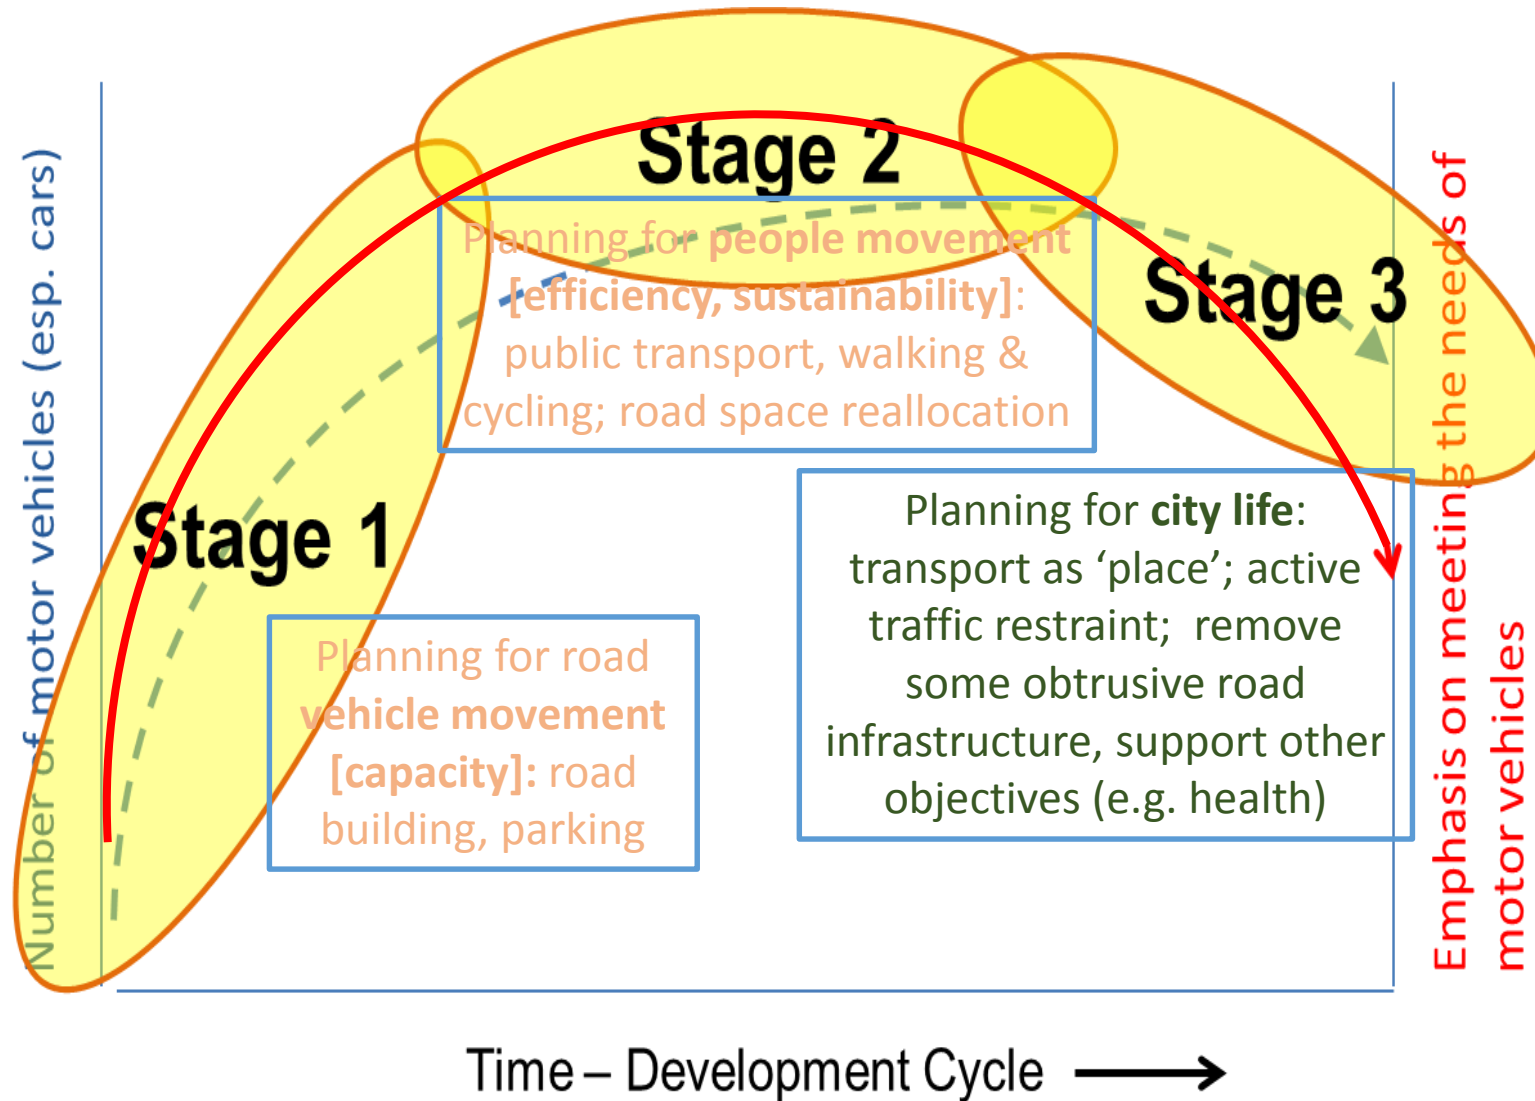 Number of motor vehicles (esp. cars)
Stage 1
Stage 2
Stage 3
Planning for people movement
[efficiency, sustainability]:
public transport, walking &
cycling; road space reallocation
Planning for road
vehicle movement
[capacity]: road
building, parking
Planning for city life:
transport as ‘place’; active
traffic restraint; remove
some obtrusive road
infrastructure, support other
objectives (e.g. health)
Emphasis on meeting the needs of
motor vehicles
Time – Development Cycle